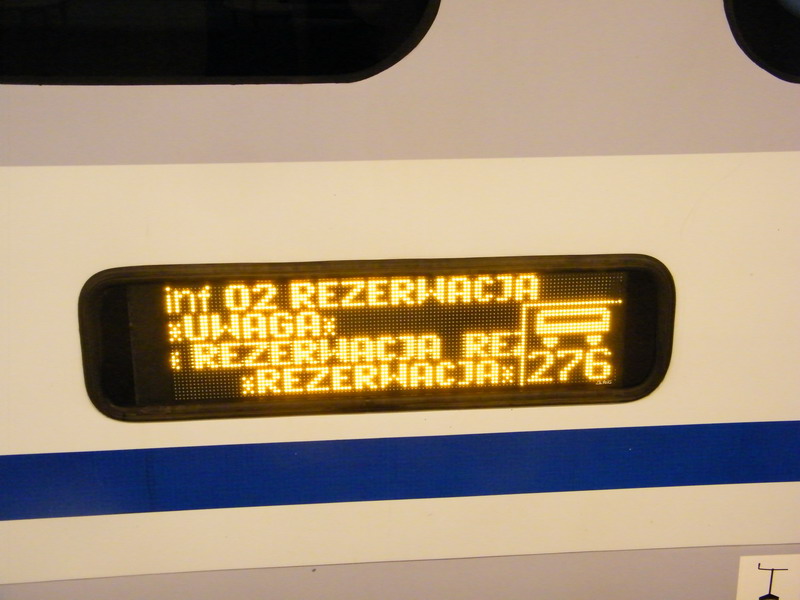 inf 02 REZERWACJA
*UWAGA*
: REZERWACJA RE
*REZERWACJA*
276